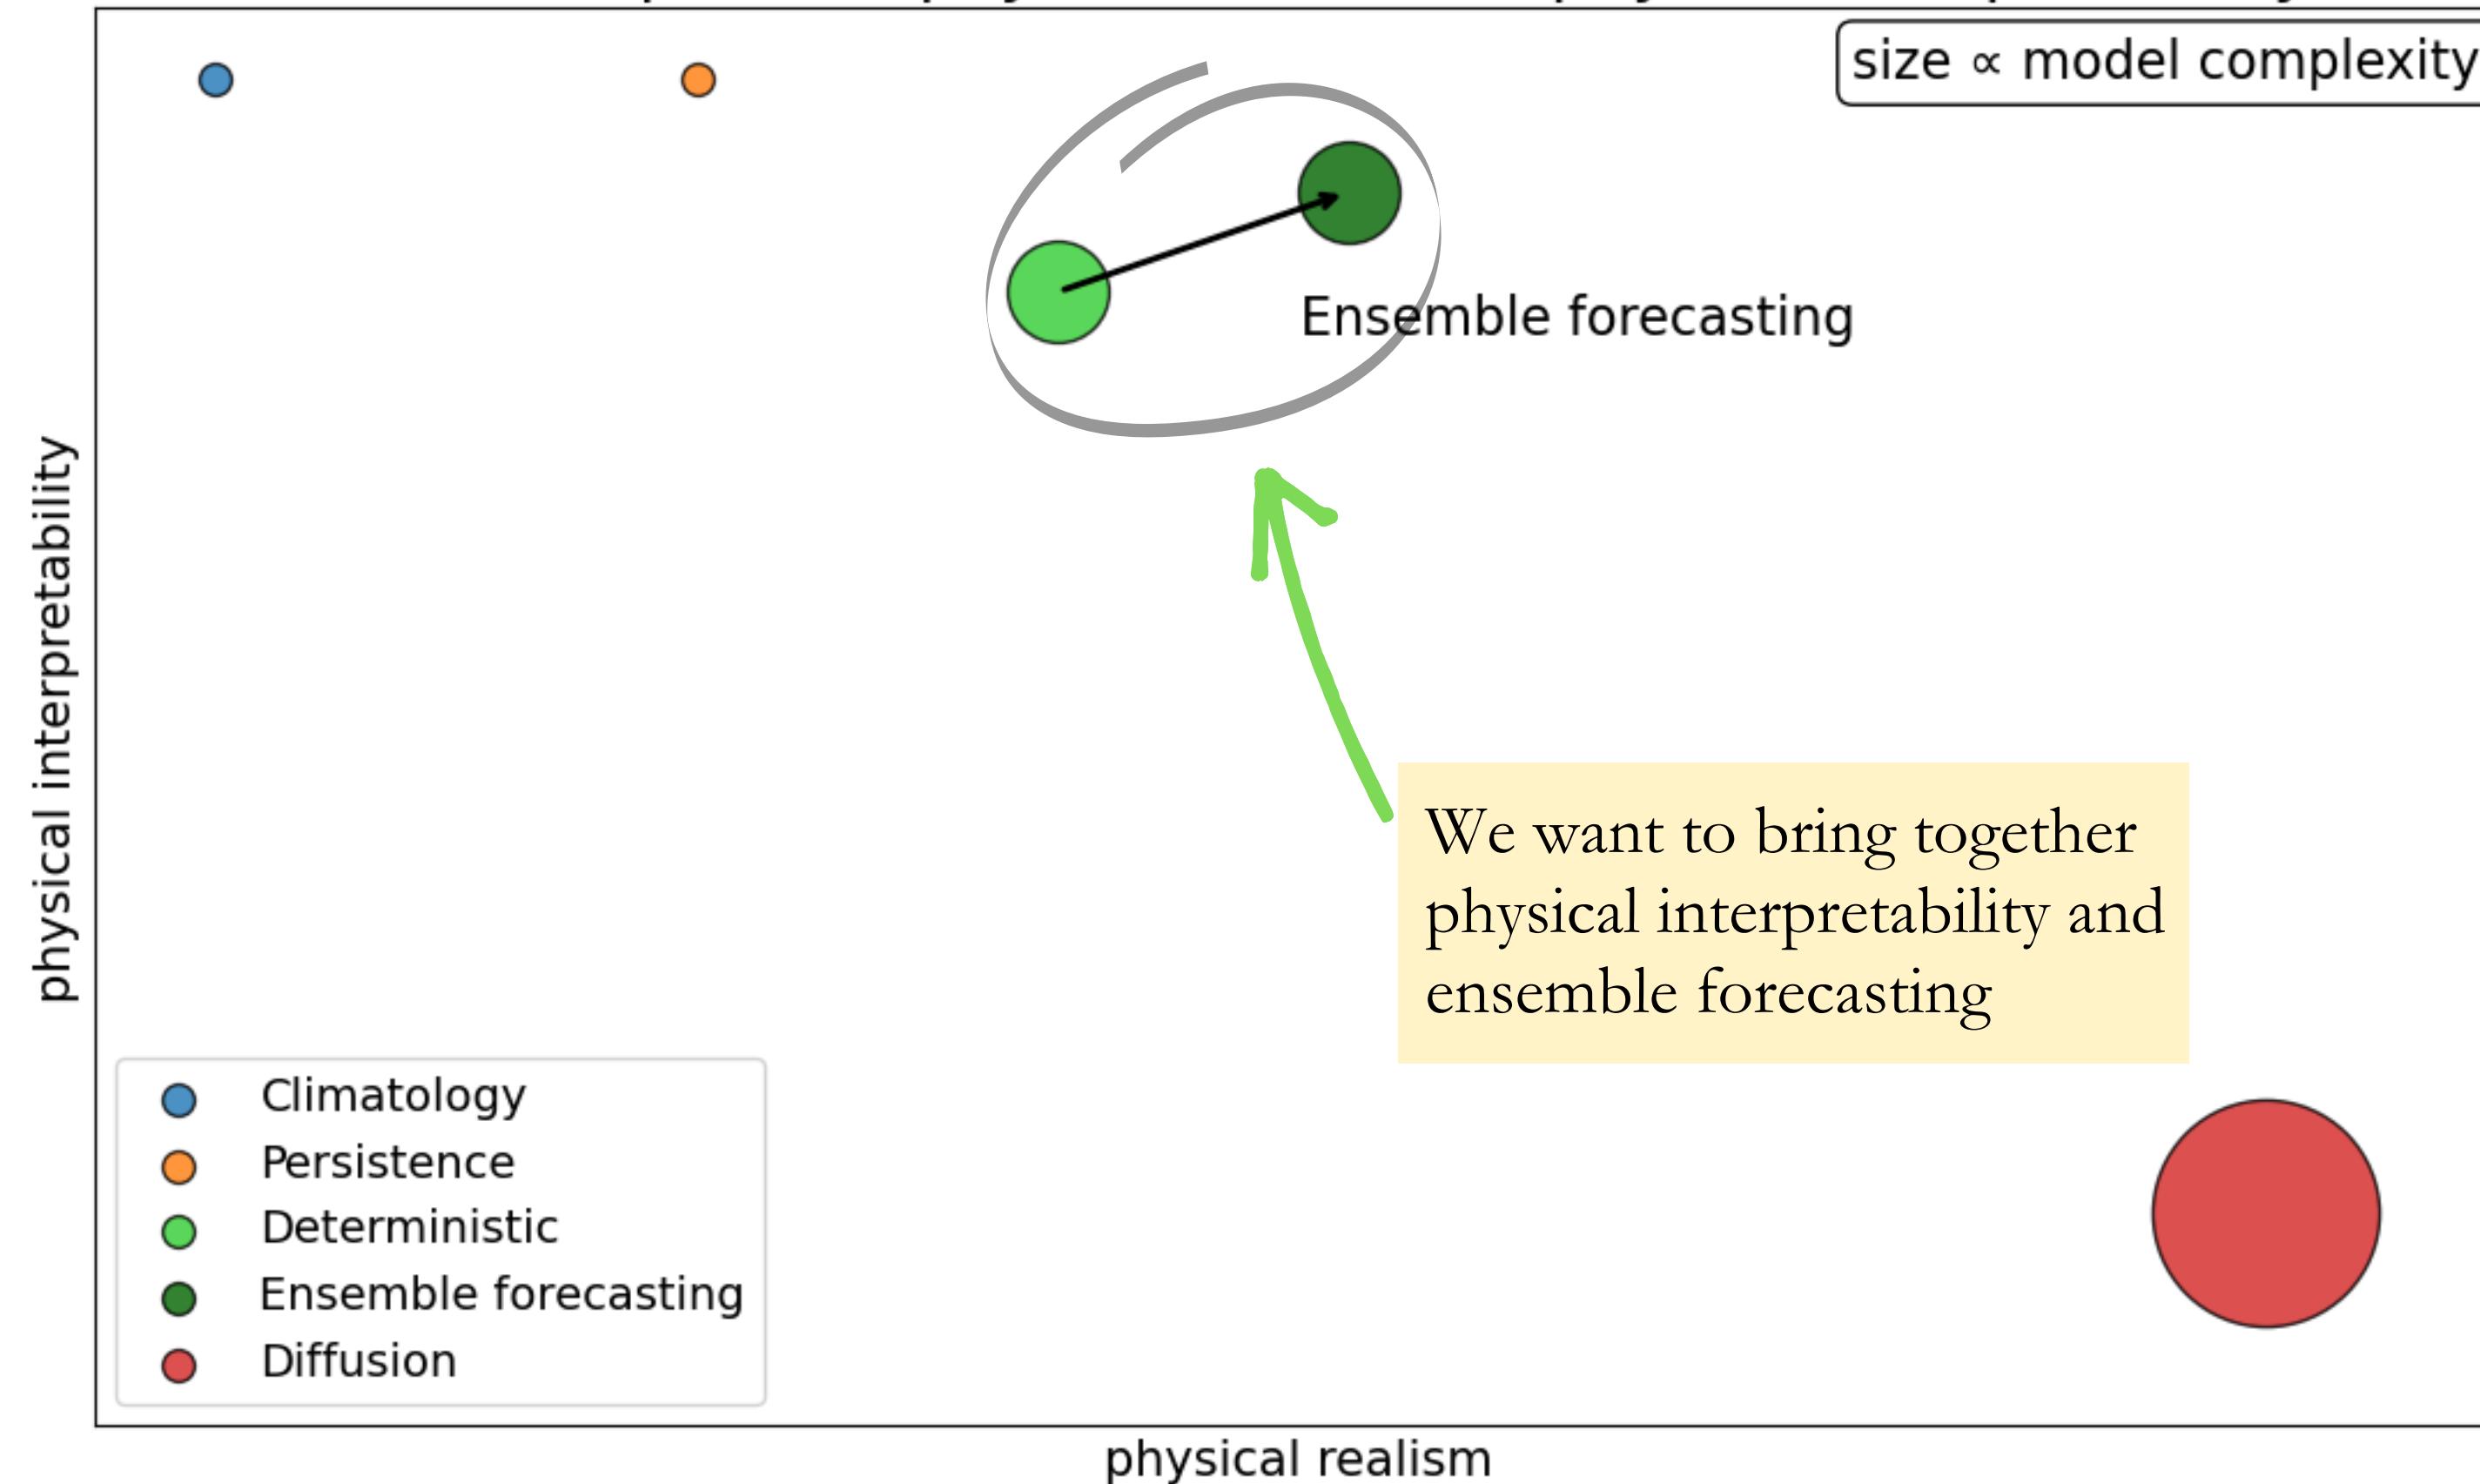 size ∝ model complexity
Ensemble forecasting
physical interpretability
We want to bring together
physical interpretability and
ensemble forecasting
Climatology
Persistence
Deterministic
Ensemble forecasting
Diffusion
physical realism